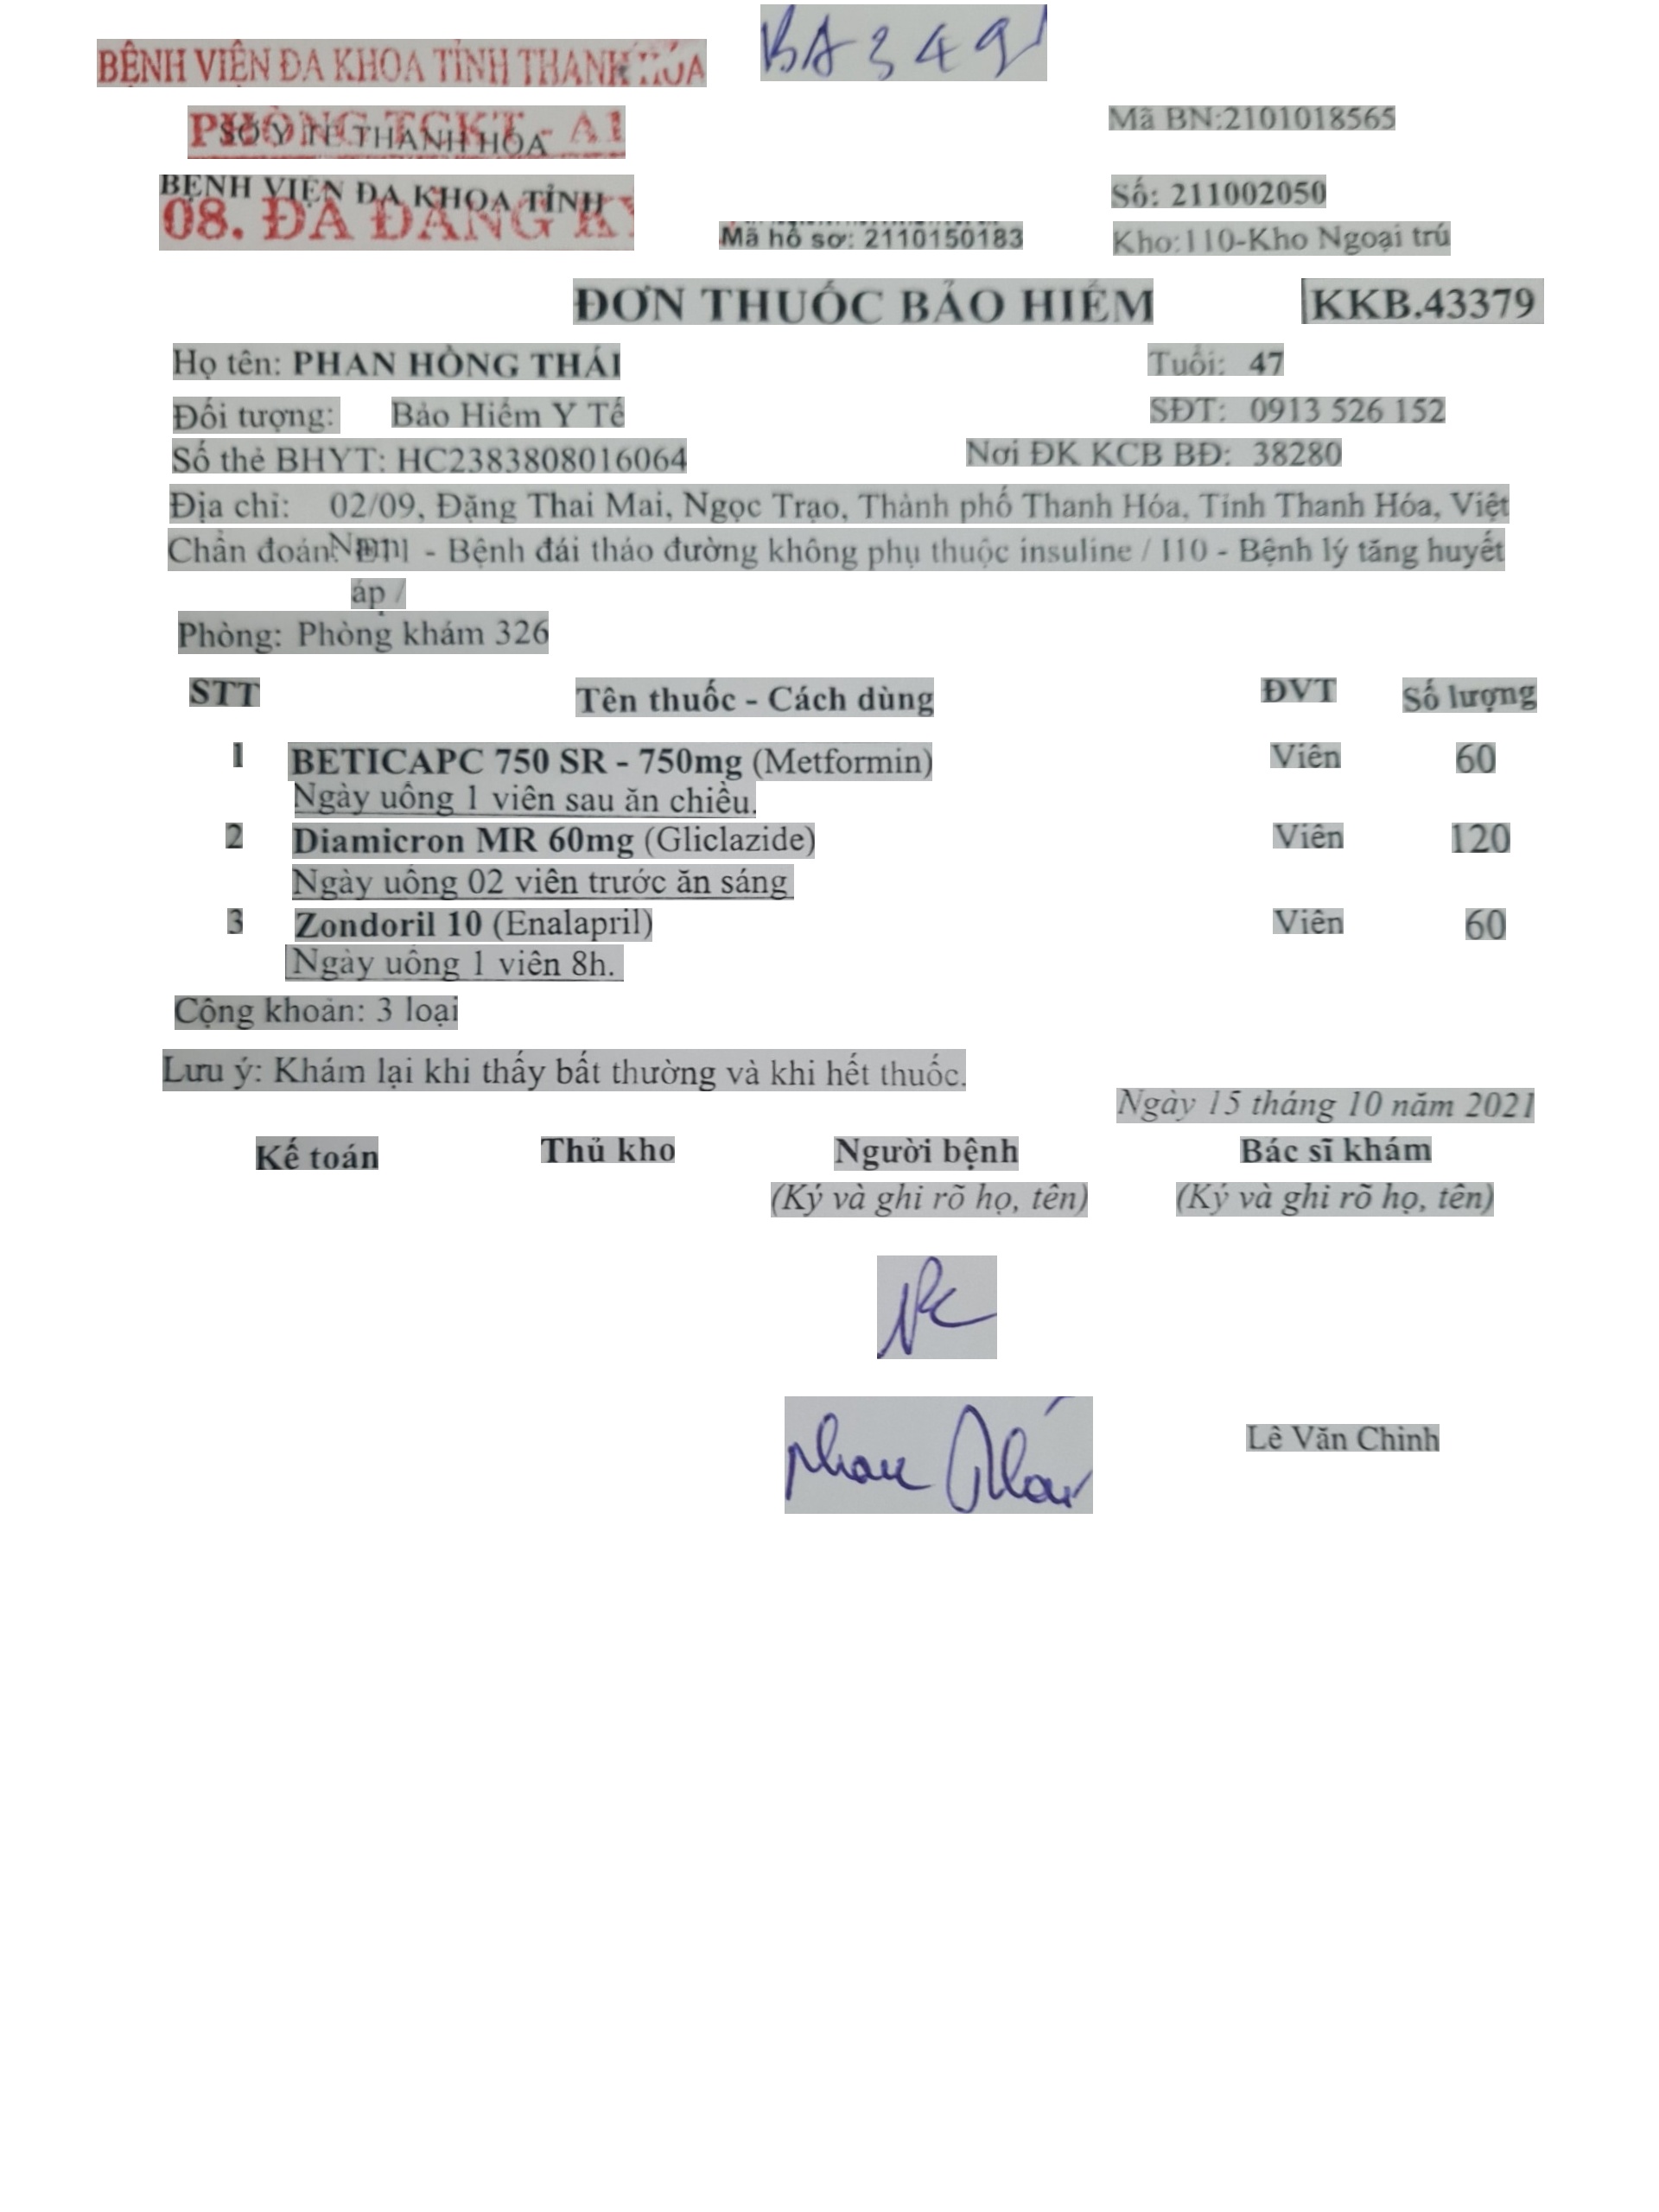 BỆNH VIỆN ĐA KHOA TỈNH THANH HÓA
BA 349
PHÒNG TCKT - A1
SỞ Y TẾ THANH HÓA
Mã BN:2101018565
BỆNH VIỆN ĐA KHOA TỈNH
08. ĐÃ ĐĂNG KÝ
Số: 211002050
Mã hồ sơ: 2110150183
Kho:110-Kho Ngoại trú
ĐƠN THUỐC BẢO HIỂM KKB.43379
Họ tên: PHAN HỒNG THÁI Tuổi: 47
Đối tượng: Bảo Hiểm Y Tế SĐT: 0913 526 152
Số thẻ BHYT: HC2383808016064 Nơi ĐK KCB BĐ: 38280
Địa chỉ: 02/09, Đặng Thai Mai, Ngọc Trạo, Thành phố Thanh Hóa, Tỉnh Thanh Hóa, Việt
Nam
Chẩn đoán: E11 - Bệnh đái tháo đường không phụ thuộc insuline / I10 - Bệnh lý tăng huyết
áp /
Phòng: Phòng khám 326
STT Tên thuốc - Cách dùng ĐVT Số lượng
1 BETICAPC 750 SR - 750mg (Metformin) Viên 60
Ngày uống 1 viên sau ăn chiều.
2 Diamicron MR 60mg (Gliclazide) Viên 120
Ngày uống 02 viên trước ăn sáng
3 Zondoril 10 (Enalapril) Viên 60
Ngày uống 1 viên 8h.
Cộng khoản: 3 loại
Lưu ý: Khám lại khi thấy bất thường và khi hết thuốc.
Ngày 15 tháng 10 năm 2021
Kế toán Thủ kho Người bệnh Bác sĩ khám
(Ký và ghi rõ họ, tên) (Ký và ghi rõ họ, tên)
Phan Thái Lê Văn Chinh